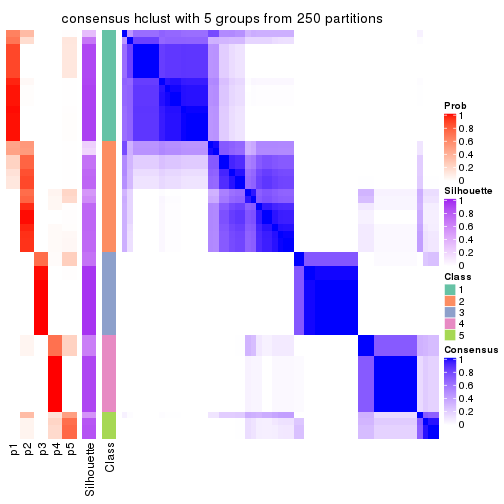 consensus hclust with 5 groups from 250 partitions
Prob
1
0.8
0.6
0.4
0.2
0
Silhouette
1
0.8
0.6
0.4
0.2
0
Class
1
2
3
4
5
Consensus
1
0.8
0.6
0.4
0.2
0
p1
p2
p3
p4
p5
Silhouette
Class